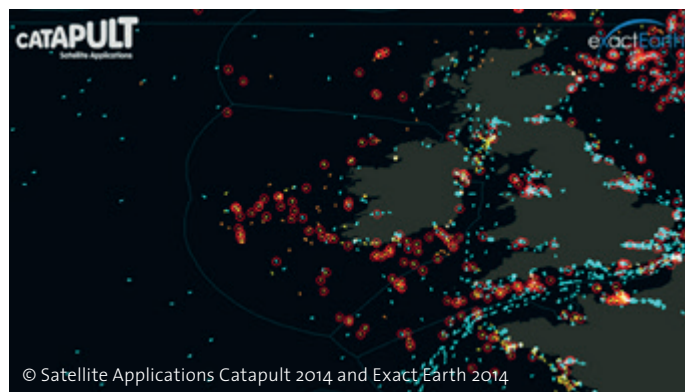 CATAPULT
Satellite Applications
exactEarth
© Satellite Applications Catapult 2014 and Exact Earth 2014